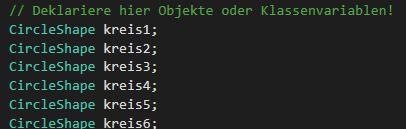 // Deklariere hier Objekte oder Klassenvariablen!
CircleShape kreis1;
CircleShape kreis2;
CircleShape kreis3;
CircleShape kreis4;
CircleShape kreis5;
CircleShape kreis6;